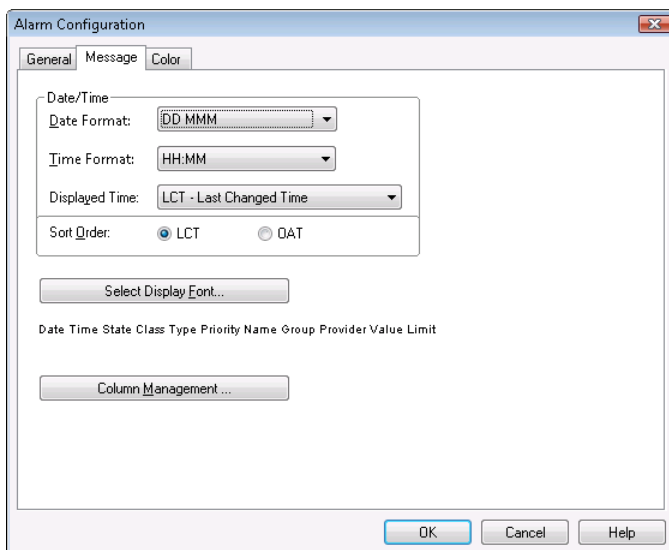 Alarm Configuration
General Message Color
Date/Time
Date Format: DD MMM
Time Format: HH:MM
Displayed Time: LCT - Last Changed Time
Sort Order: LCT OAT
Select Display Font...
Date Time State Class Type Priority Name Group Provider Value Limit
Column Management ...
OK Cancel Help